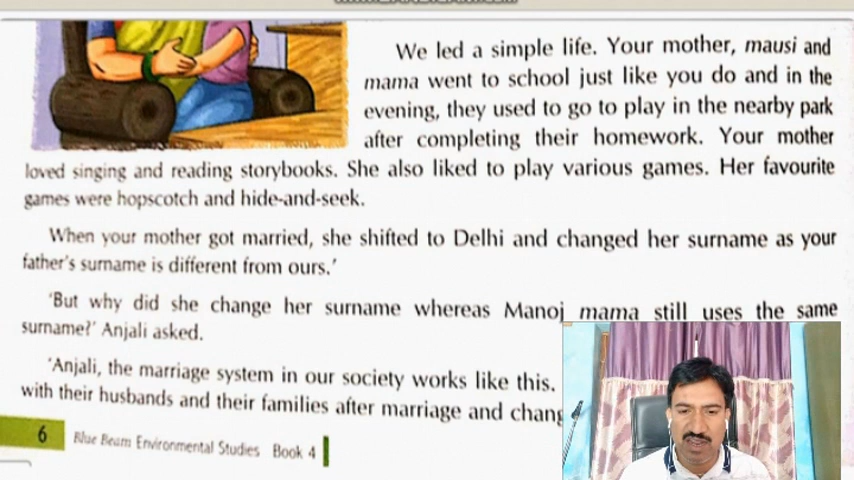 We led a simple life. Your mother, mausi and
mama went to school just like you do and in the
evening, they used to go to play in the nearby park
after completing their homework. Your mother
loved singing and reading storybooks. She also liked to play various games. Her favourite
games were hopscotch and hide-and-seek.
When your mother got married, she shifted to Delhi and changed her surname as your
father's surname is different from ours.'
'But why did she change her surname whereas Manoj mama still uses the same
surname?' Anjali asked.
'Anjali, the marriage system in our society works like this.
with their husbands and their families after marriage and chang
6 Blue Beam Environmental Studies Book 4